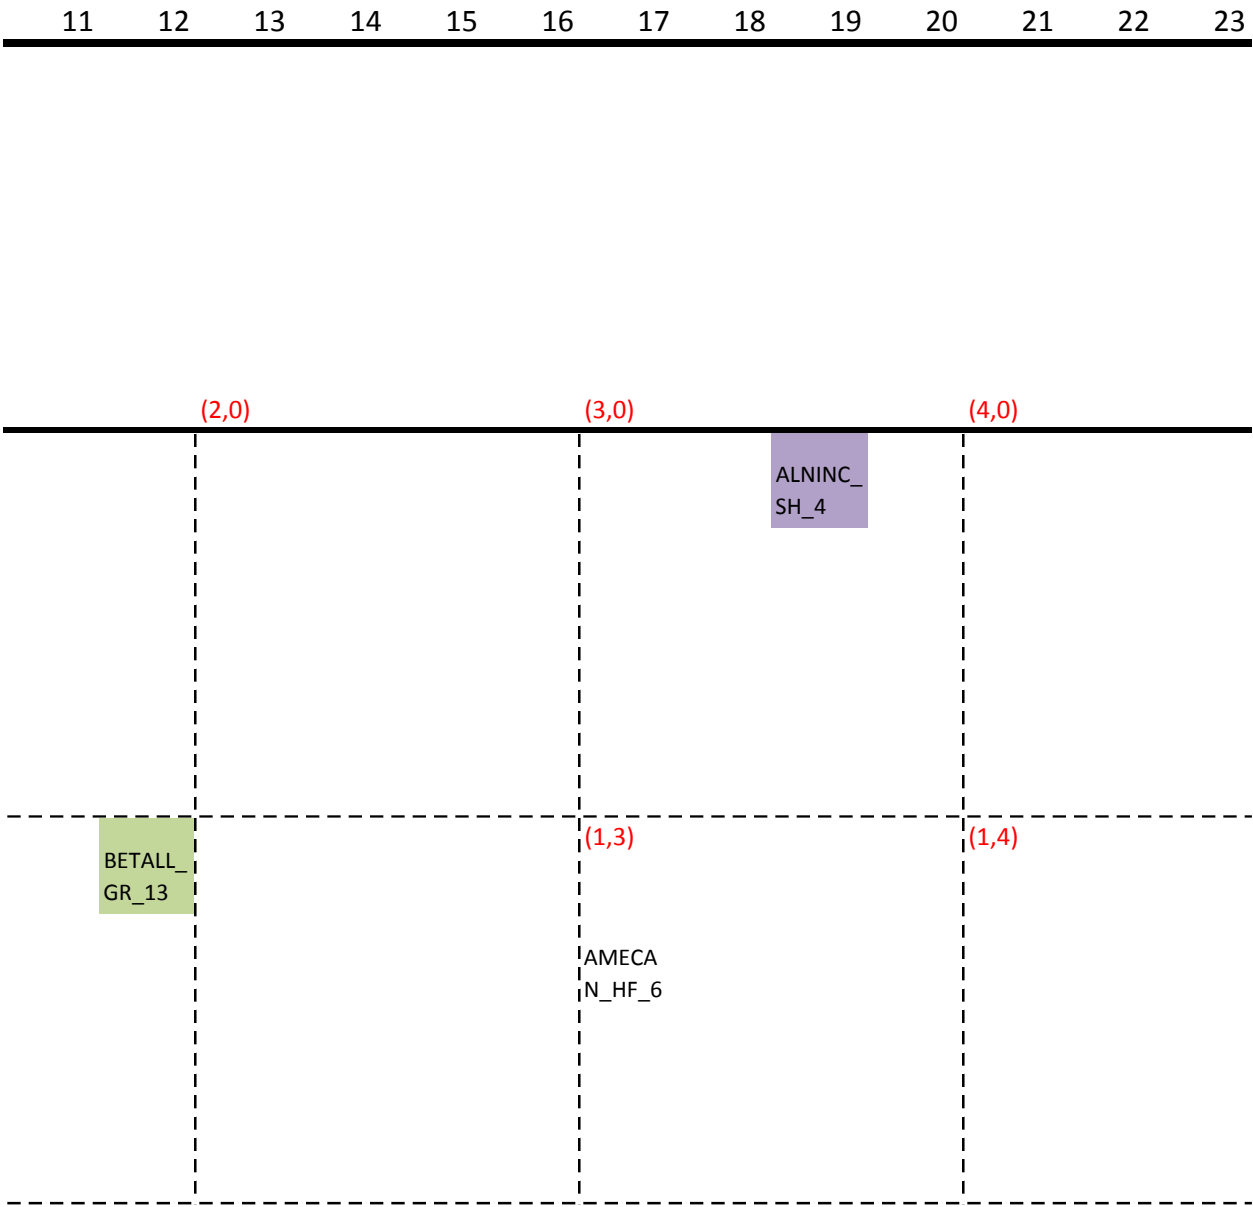 11 12 13 14 15 16 17 18 19 20 21 22 23
(2,0) (3,0) (4,0)
ALNINC_
SH_4
(1,3) (1,4)
BETALL_
GR_13
AMECA
N_HF_6